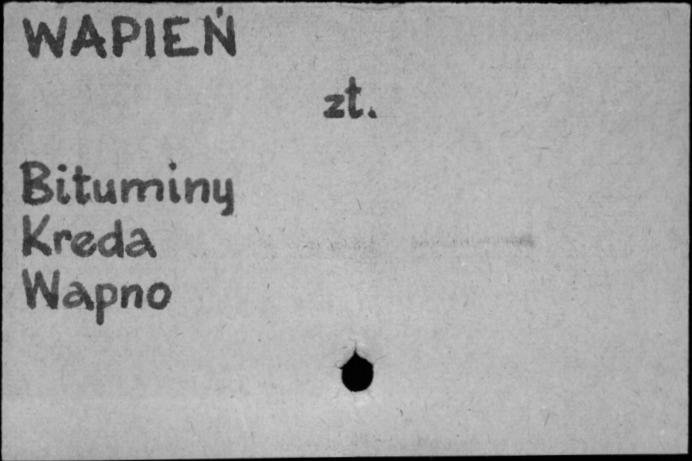 WAPIEŃ
zt.
Bituminy
Kreda
Wapno